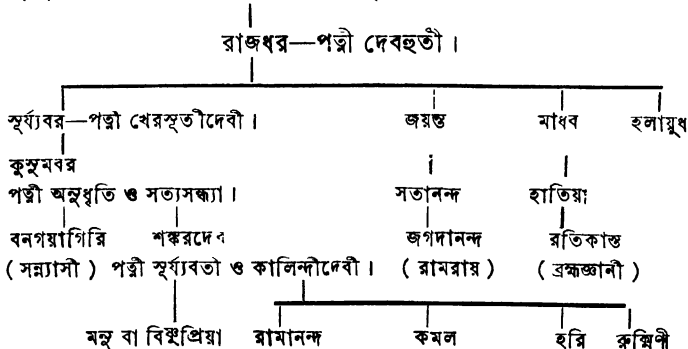 রাজধর—পত্নী দেবহুতী ।
সূর্য্যবর—পত্নী খেরসূতীদেবী । জয়ন্ত মাধব হলায়ুধ
কুসুমবর
পত্নী অনুধৃতি ও সত্যসন্ধ্যা । সতানন্দ হাতিয়া
বনগয়াগিরি শঙ্করদেব জগদানন্দ রতিকান্ত
( সন্ন্যাসী ) পত্নী সূর্য্যবতী ও কালিন্দীদেবী । ( রামরায় ) ( ব্রহ্মজ্ঞানী )
মনু বা বিষ্ণুপ্রিয়া রামানন্দ কমল হরি রুক্মিণী